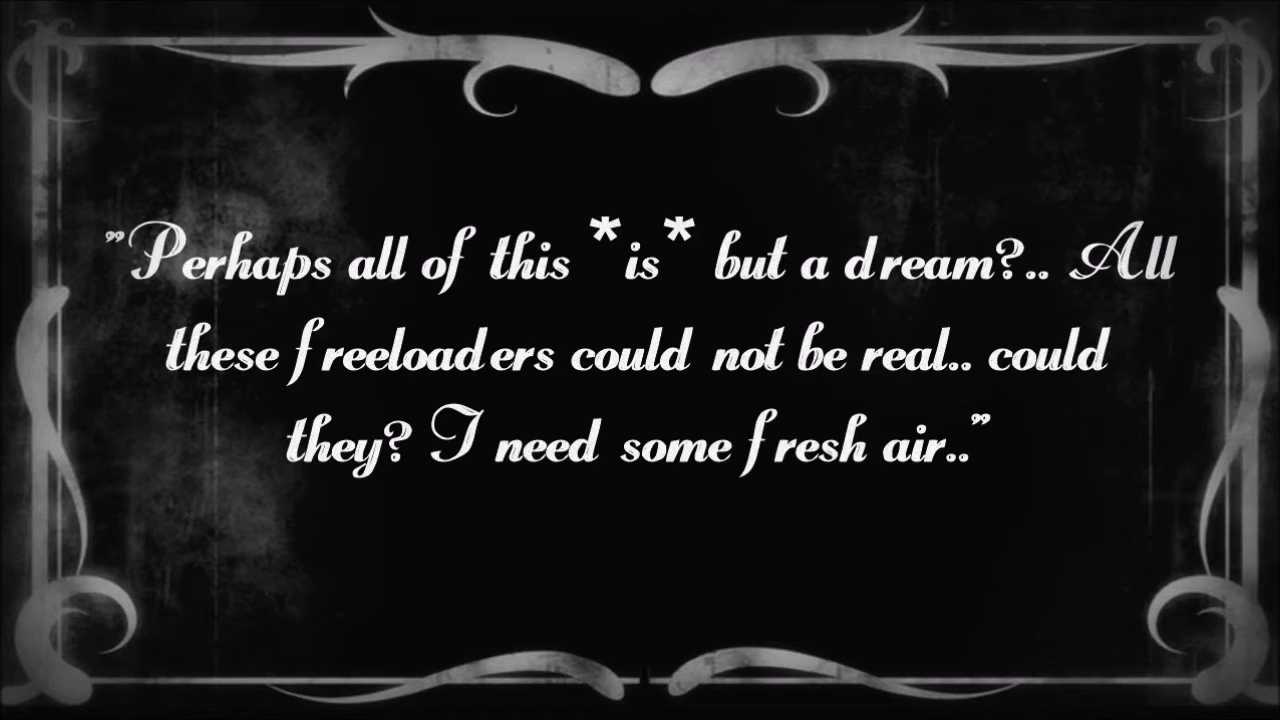 "Perhaps all of this *is* but a dream?.. All
these freeloaders could not be real.. could
they? I need some fresh air.."